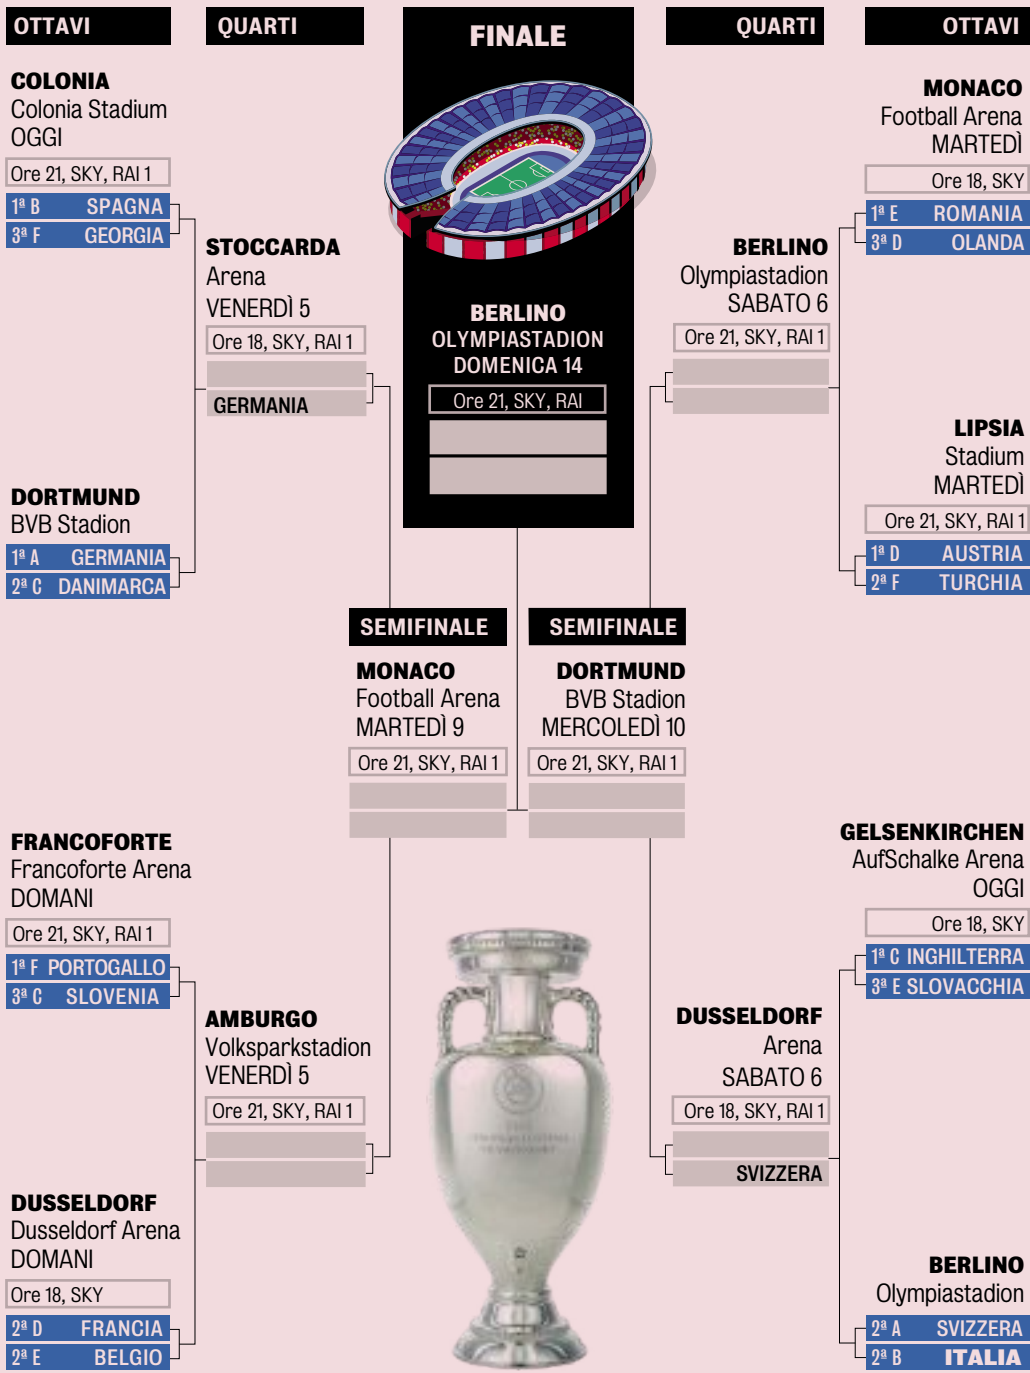 OTTAVI
COLONIA
Colonia Stadium
OGGI
Ore 21, SKY, RAI 1
1ª B SPAGNA
3ª F GEORGIA
DORTMUND
BVB Stadion
1ª A GERMANIA
2ª C DANIMARCA
FRANCOFORTE
Francoforte Arena
DOMANI
Ore 21, SKY, RAI 1
1ª F PORTOGALLO
3ª C SLOVENIA
DUSSELDORF
Dusseldorf Arena
DOMANI
Ore 18, SKY
2ª D FRANCIA
2ª E BELGIO
QUARTI
STOCCARDA
Arena
VENERDÌ 5
Ore 18, SKY, RAI 1
GERMANIA
AMBURGO
Volksparkstadion
VENERDÌ 5
Ore 21, SKY, RAI 1
FINALE
BERLINO
OLYMPIASTADION
DOMENICA 14
Ore 21, SKY, RAI
SEMIFINALE
MONACO
Football Arena
MARTEDÌ 9
Ore 21, SKY, RAI 1
SEMIFINALE
DORTMUND
BVB Stadion
MERCOLEDÌ 10
Ore 21, SKY, RAI 1
QUARTI
BERLINO
Olympiastadion
SABATO 6
Ore 21, SKY, RAI 1
DUSSELDORF
Arena
SABATO 6
Ore 18, SKY, RAI 1
SVIZZERA
OTTAVI
MONACO
Football Arena
MARTEDÌ
Ore 18, SKY
1ª E ROMANIA
3ª D OLANDA
LIPSIA
Stadium
MARTEDÌ
Ore 21, SKY, RAI 1
1ª D AUSTRIA
2ª F TURCHIA
GELSENKIRCHEN
AufSchalke Arena
OGGI
Ore 18, SKY
1ª C INGHILTERRA
3ª E SLOVACCHIA
BERLINO
Olympiastadion
2ª A SVIZZERA
2ª B ITALIA